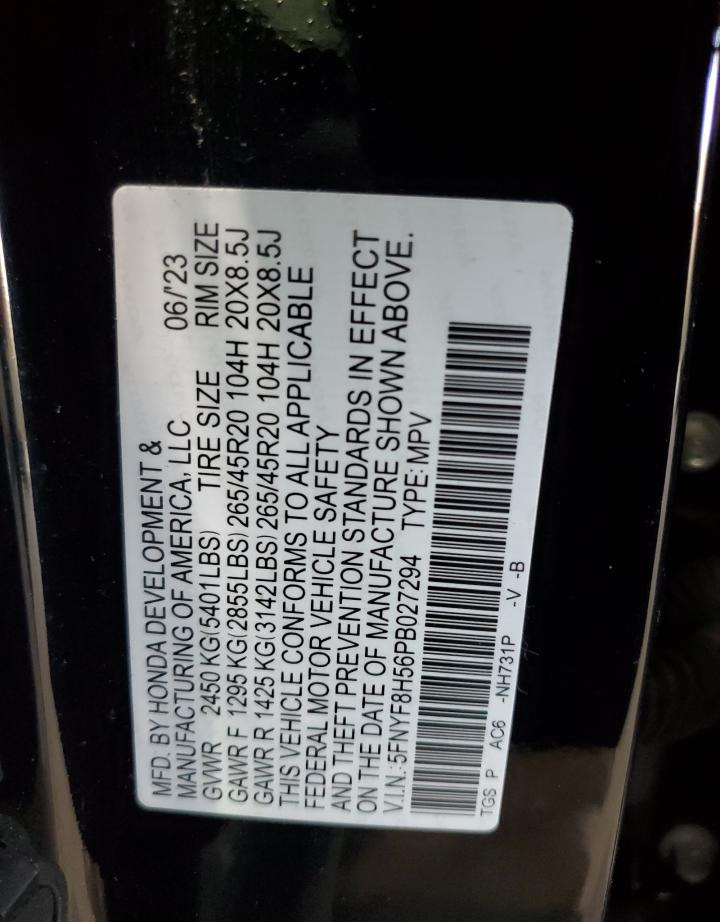 MFD. BY HONDA DEVELOPMENT &
MANUFACTURING OF AMERICA, LLC 06/'23
GVWR 2450 KG(5401LBS) TIRE SIZE RIM SIZE
GAWR F 1295 KG(2855LBS) 265/45R20 104H 20X8.5J
GAWR R 1425 KG(3142LBS) 265/45R20 104H 20X8.5J
THIS VEHICLE CONFORMS TO ALL APPLICABLE
FEDERAL MOTOR VEHICLE SAFETY
AND THEFT PREVENTION STANDARDS IN EFFECT
ON THE DATE OF MANUFACTURE SHOWN ABOVE.
V.I.N.:5FNYF8H56PB027294 TYPE: MPV
TGS P AC6 -NH731P -V -B